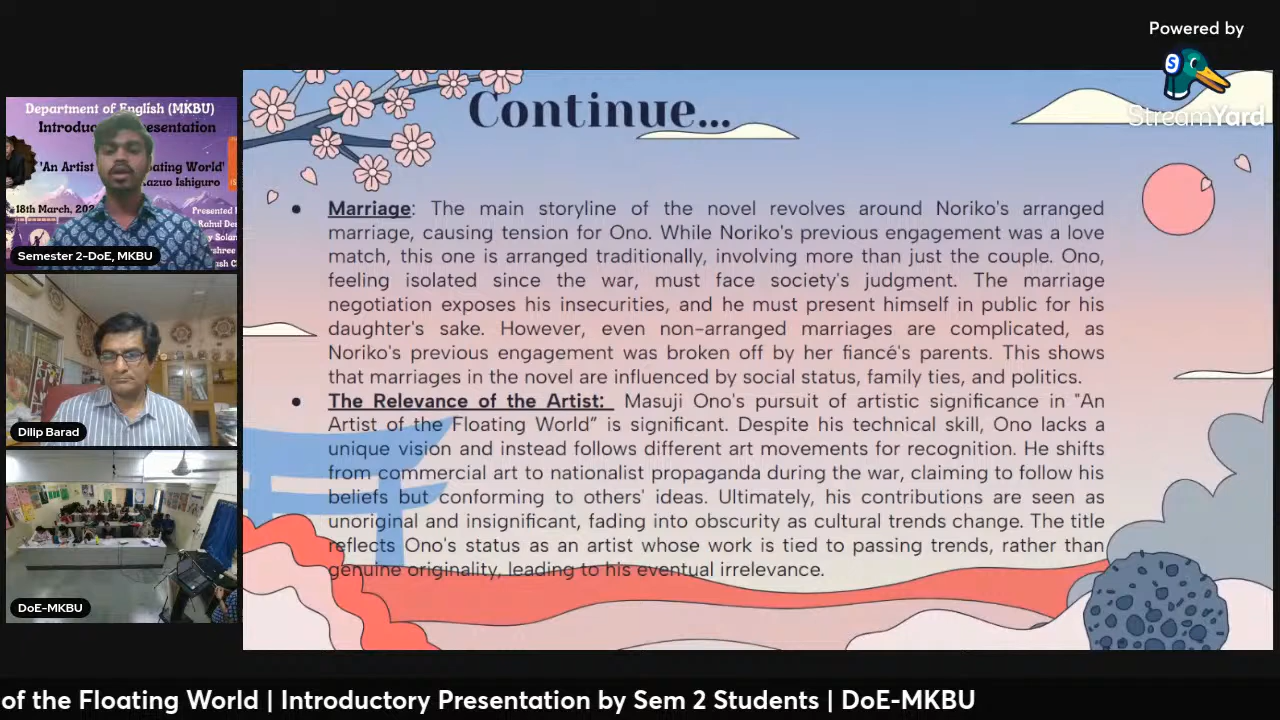 Powered by
StreamYard
Continue...
Department of English (MKBU)
'An Artist
18th March,
Presented
Semester 2-DoE, MKBU
Dilip Barad
DoE-MKBU
• Marriage: The main storyline of the novel revolves around Noriko's arranged
marriage, causing tension for Ono. While Noriko's previous engagement was a love
match, this one is arranged traditionally, involving more than just the couple. Ono,
feeling isolated since the war, must face society's judgment. The marriage
negotiation exposes his insecurities, and he must present himself in public for his
daughter's sake. However, even non-arranged marriages are complicated, as
Noriko's previous engagement was broken off by her fiancé's parents. This shows
that marriages in the novel are influenced by social status, family ties, and politics.
• The Relevance of the Artist: Masuji Ono's pursuit of artistic significance in "An
Artist of the Floating World” is significant. Despite his technical skill, Ono lacks a
unique vision and instead follows different art movements for recognition. He shifts
from commercial art to nationalist propaganda during the war, claiming to follow his
beliefs but conforming to others' ideas. Ultimately, his contributions are seen as
unoriginal and insignificant, fading into obscurity as cultural trends change. The title
reflects Ono's status as an artist whose work is tied to passing trends, rather than
genuine originality, leading to his eventual irrelevance.
of the Floating World | Introductory Presentation by Sem 2 Students | DoE-MKBU